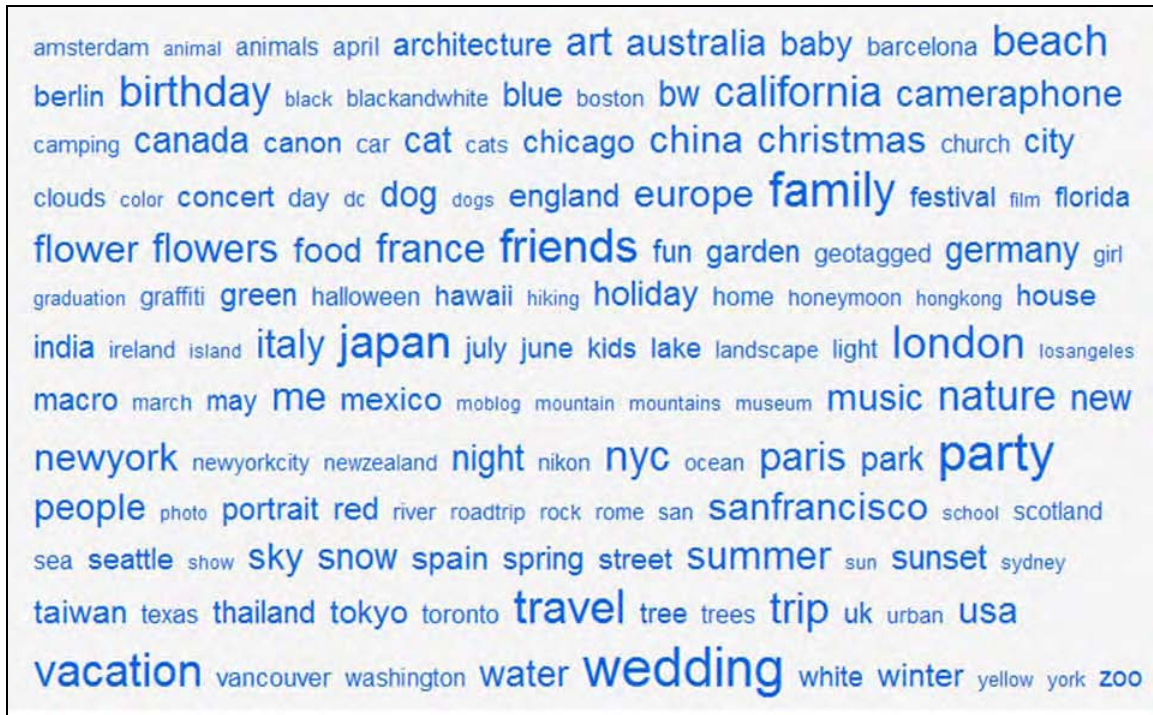 amsterdam animal animals april architecture art australia baby barcelona beach
berlin birthday black blackandwhite blue boston bw california cameraphone
camping canada canon car cat cats chicago china christmas church city
clouds color concert day dc dog dogs england europe family festival film florida
flower flowers food france friends fun garden geotagged germany girl
graduation graffiti green halloween hawaii hiking holiday home honeymoon hongkong house
india ireland island italy japan july june kids lake landscape light london losangeles
macro march may me mexico moblog mountain mountains museum music nature new
newyork newyorkcity newzealand night nikon nyc ocean paris park party
people photo portrait red river roadtrip rock rome san sanfrancisco school scotland
sea seattle show sky snow spain spring street summer sun sunset sydney
taiwan texas thailand tokyo toronto travel tree trees trip uk urban usa
vacation vancouver washington water wedding white winter yellow york zoo